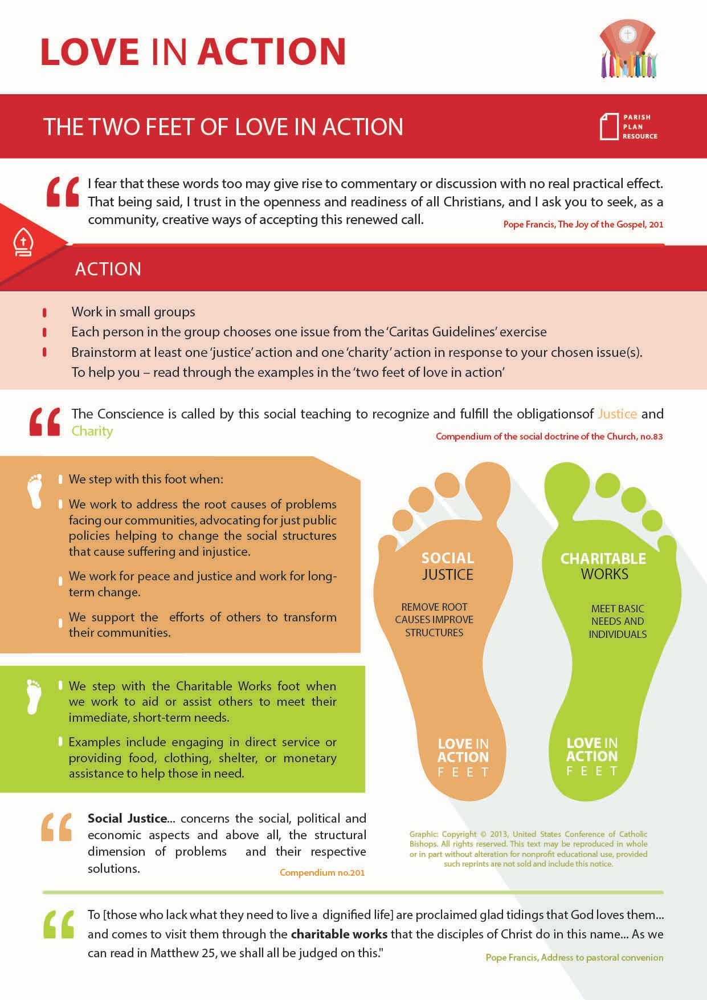 LOVE IN ACTION
THE TWO FEET OF LOVE IN ACTION
PARISH
PLAN
RESOURCE
“ I fear that these words too may give rise to commentary or discussion with no real practical effect.
That being said, I trust in the openness and readiness of all Christians, and I ask you to seek, as a
community, creative ways of accepting this renewed call.
Pope Francis, The Joy of the Gospel, 201
ACTION
Work in small groups
Each person in the group chooses one issue from the ‘Caritas Guidelines’ exercise
Brainstorm at least one ‘justice’ action and one ‘charity’ action in response to your chosen issue(s).
To help you – read through the examples in the ‘two feet of love in action’
“ The Conscience is called by this social teaching to recognize and fulfill the obligationsof Justice and
Charity
Compendium of the social doctrine of the Church, no.83
We step with this foot when:
We work to address the root causes of problems
facing our communities, advocating for just public
policies helping to change the social structures
that cause suffering and injustice.
We work for peace and justice and work for long-
term change.
We support the efforts of others to transform
their communities.
We step with the Charitable Works foot when
we work to aid or assist others to meet their
immediate, short-term needs.
Examples include engaging in direct service or
providing food, clothing, shelter, or monetary
assistance to help those in need.
SOCIAL
JUSTICE
REMOVE ROOT
CAUSES IMPROVE
STRUCTURES
LOVE IN
ACTION
FEET
CHARITABLE
WORKS
MEET BASIC
NEEDS AND
INDIVIDUALS
LOVE IN
ACTION
FEET
“ Social Justice... concerns the social, political and
economic aspects and above all, the structural
dimension of problems and their respective
solutions.
Compendium no.201
Graphic: Copyright © 2013, United States Conference of Catholic
Bishops. All rights reserved. This text may be reproduced in whole
or in part without alteration for nonprofit educational use, provided
such reprints are not sold and include this notice.
“ To [those who lack what they need to live a dignified life] are proclaimed glad tidings that God loves them...
and comes to visit them through the charitable works that the disciples of Christ do in this name... As we
can read in Matthew 25, we shall all be judged on this."
Pope Francis, Address to pastoral convenion